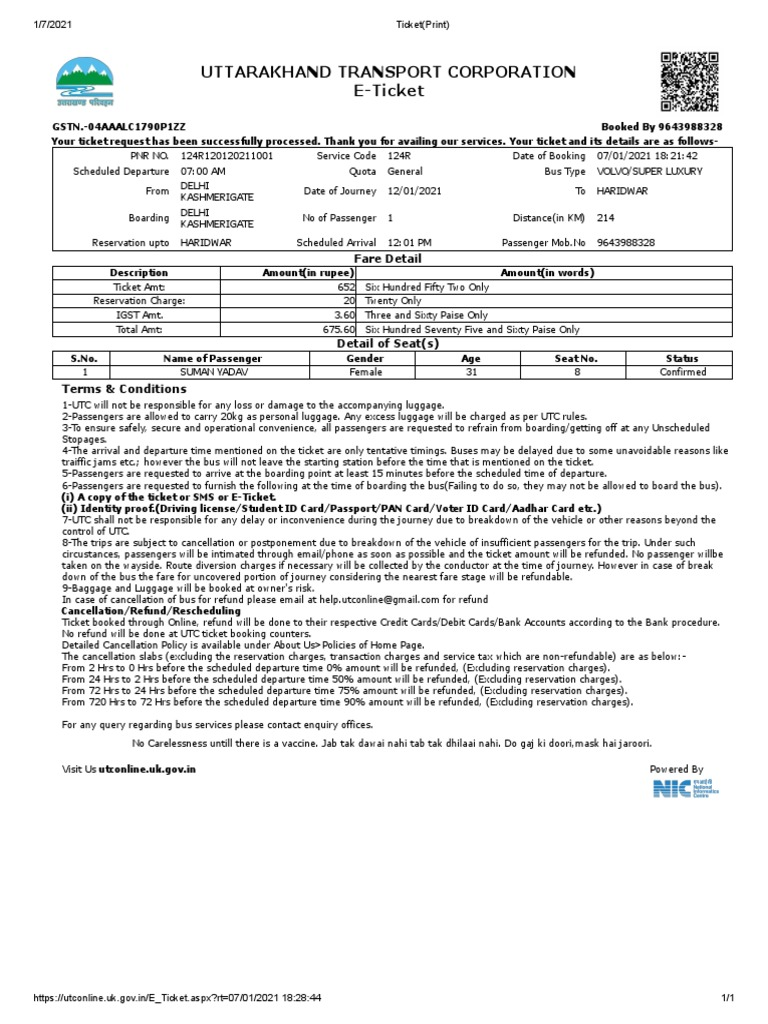 1/7/2021 Ticket(Print)
UTTARAKHAND TRANSPORT CORPORATION
E-Ticket
उत्तराखण्ड परिवहन
GSTN.-04AAALC1790P1ZZ Booked By 9643988328
Your ticket request has been successfully processed. Thank you for availing our services. Your ticket and its details are as follows-
PNR NO. 124R120120211001 Service Code 124R Date of Booking 07/01/2021 18:21:42
Scheduled Departure 07:00 AM Quota General Bus Type VOLVO/SUPER LUXURY
From DELHI KASHMERIGATE Date of Journey 12/01/2021 To HARIDWAR
Boarding DELHI KASHMERIGATE No of Passenger 1 Distance(in KM) 214
Reservation upto HARIDWAR Scheduled Arrival 12:01 PM Passenger Mob.No 9643988328
Fare Detail
Description Amount(in rupee) Amount(in words)
Ticket Amt: 652 Six Hundred Fifty Two Only
Reservation Charge: 20 Twenty Only
IGST Amt. 3.60 Three and Sixty Paise Only
Total Amt: 675.60 Six Hundred Seventy Five and Sixty Paise Only
Detail of Seat(s)
S.No. Name of Passenger Gender Age Seat No. Status
1 SUMAN YADAV Female 31 8 Confirmed
Terms & Conditions
1-UTC will not be responsible for any loss or damage to the accompanying luggage.
2-Passengers are allowed to carry 20kg as personal luggage. Any excess luggage will be charged as per UTC rules.
3-To ensure safely, secure and operational convenience, all passengers are requested to refrain from boarding/getting off at any Unscheduled
Stopages.
4-The arrival and departure time mentioned on the ticket are only tentative timings. Buses may be delayed due to some unavoidable reasons like
traiffic jams etc.; however the bus will not leave the starting station before the time that is mentioned on the ticket.
5-Passengers are requested to arrive at the boarding point at least 15 minutes before the scheduled time of departure.
6-Passengers are requested to furnish the following at the time of boarding the bus(Failing to do so, they may not be allowed to board the bus).
(i) A copy of the ticket or SMS or E-Ticket.
(ii) Identity proof.(Driving license/Student ID Card/Passport/PAN Card/Voter ID Card/Aadhar Card etc.)
7-UTC shall not be responsible for any delay or inconvenience during the journey due to breakdown of the vehicle or other reasons beyond the
control of UTC.
8-The trips are subject to cancellation or postponement due to breakdown of the vehicle of insufficient passengers for the trip. Under such
circustances, passengers will be intimated through email/phone as soon as possible and the ticket amount will be refunded. No passenger willbe
taken on the wayside. Route diversion charges if necessary will be collected by the conductor at the time of journey. However in case of break
down of the bus the fare for uncovered portion of journey considering the nearest fare stage will be refundable.
9-Baggage and Luggage will be booked at owner's risk.
In case of cancellation of bus for refund please email at help.utconline@gmail.com for refund
Cancellation/Refund/Rescheduling
Ticket booked through Online, refund will be done to their respective Credit Cards/Debit Cards/Bank Accounts according to the Bank procedure.
No refund will be done at UTC ticket booking counters.
Detailed Cancellation Policy is available under About Us>Policies of Home Page.
The cancellation slabs (excluding the reservation charges, transaction charges and service tax which are non-refundable) are as below:-
From 2 Hrs to 0 Hrs before the scheduled departure time 0% amount will be refunded, (Excluding reservation charges).
From 24 Hrs to 2 Hrs before the scheduled departure time 50% amount will be refunded, (Excluding reservation charges).
From 72 Hrs to 24 Hrs before the scheduled departure time 75% amount will be refunded, (Excluding reservation charges).
From 720 Hrs to 72 Hrs before the scheduled departure time 90% amount will be refunded, (Excluding reservation charges).
For any query regarding bus services please contact enquiry offices.
No Carelessness untill there is a vaccine. Jab tak dawai nahi tab tak dhilaai nahi. Do gaj ki doori,mask hai jaroori.
Visit Us utconline.uk.gov.in Powered By
NIC एनआईसी
National
Informatics
Centre
https://utconline.uk.gov.in/E_Ticket.aspx?rt=07/01/2021 18:28:44 1/1